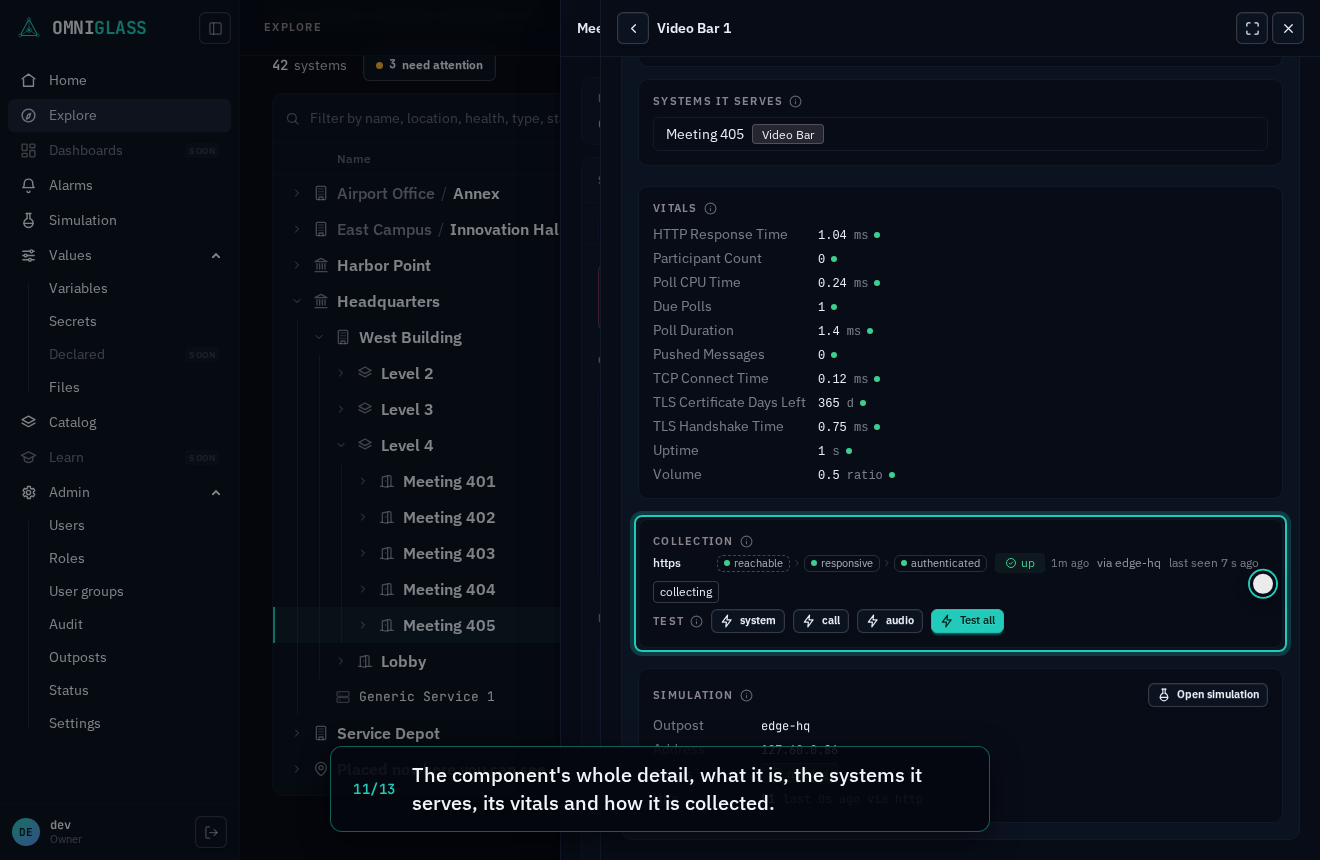 OMNIGLASS
Home
Explore
Dashboards SOON
Alarms
Simulation
Values
Variables
Secrets
Declared SOON
Files
Catalog
Learn SOON
Admin
Users
Roles
User groups
Audit
Outposts
Status
Settings
DE dev
Owner
EXPLORE
42 systems 3 need attention
Filter by name, location, health, type, st
Name
Airport Office / Annex
East Campus / Innovation Hal
Harbor Point
Headquarters
West Building
Level 2
Level 3
Level 4
Meeting 401
Meeting 402
Meeting 403
Meeting 404
Meeting 405
Lobby
Generic Service 1
Service Depot
Mee
Video Bar 1
SYSTEMS IT SERVES
Meeting 405 Video Bar
VITALS
HTTP Response Time 1.04 ms
Participant Count 0
Poll CPU Time 0.24 ms
Due Polls 1
Poll Duration 1.4 ms
Pushed Messages 0
TCP Connect Time 0.12 ms
TLS Certificate Days Left 365 d
TLS Handshake Time 0.75 ms
Uptime 1 s
Volume 0.5 ratio
COLLECTION
https reachable responsive authenticated up 1m ago via edge-hq last seen 7 s ago
collecting
TEST system call audio Test all
SIMULATION Open simulation
Outpost edge-hq
Address
11/13 The component's whole detail, what it is, the systems it
serves, its vitals and how it is collected.